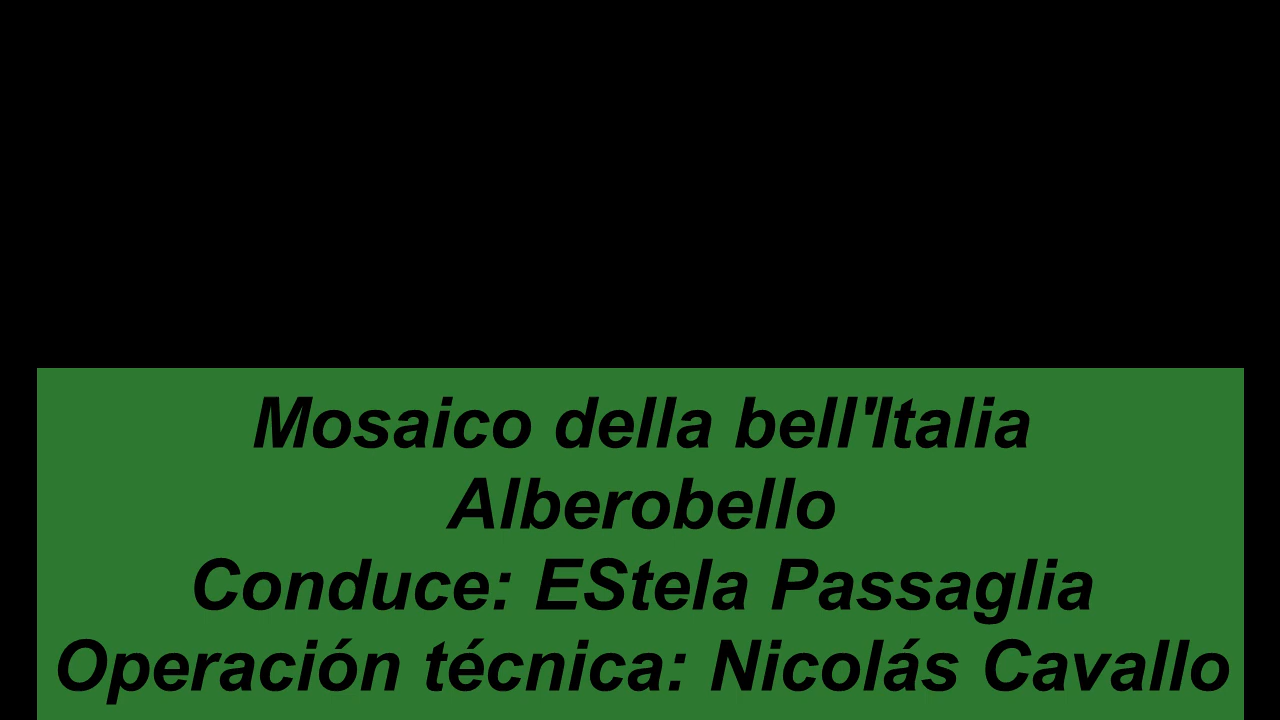 Mosaico della bell'Italia
Alberobello
Conduce: EStela Passaglia
Operación técnica: Nicolás Cavallo